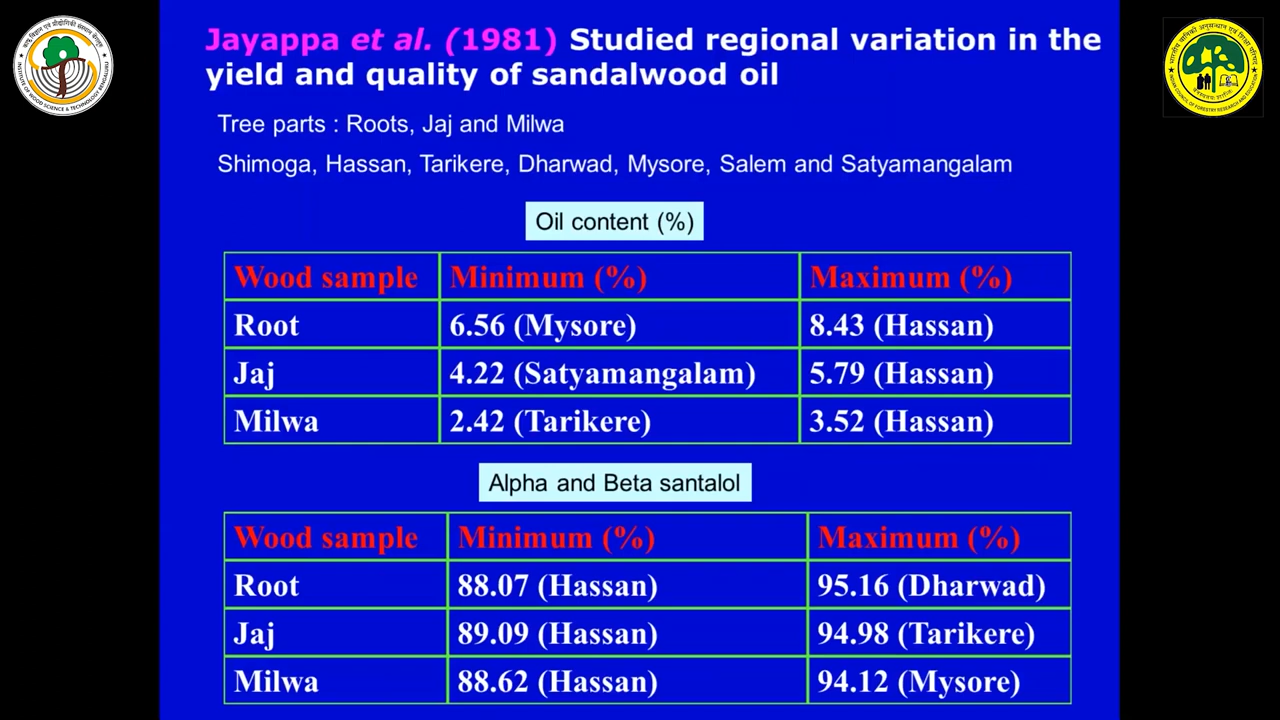 Jayappa et al. (1981) Studied regional variation in the
yield and quality of sandalwood oil
Tree parts : Roots, Jaj and Milwa
Shimoga, Hassan, Tarikere, Dharwad, Mysore, Salem and Satyamangalam
Oil content (%)
Wood sample Minimum (%) Maximum (%)
Root 6.56 (Mysore) 8.43 (Hassan)
Jaj 4.22 (Satyamangalam) 5.79 (Hassan)
Milwa 2.42 (Tarikere) 3.52 (Hassan)
Alpha and Beta santalol
Wood sample Minimum (%) Maximum (%)
Root 88.07 (Hassan) 95.16 (Dharwad)
Jaj 89.09 (Hassan) 94.98 (Tarikere)
Milwa 88.62 (Hassan) 94.12 (Mysore)